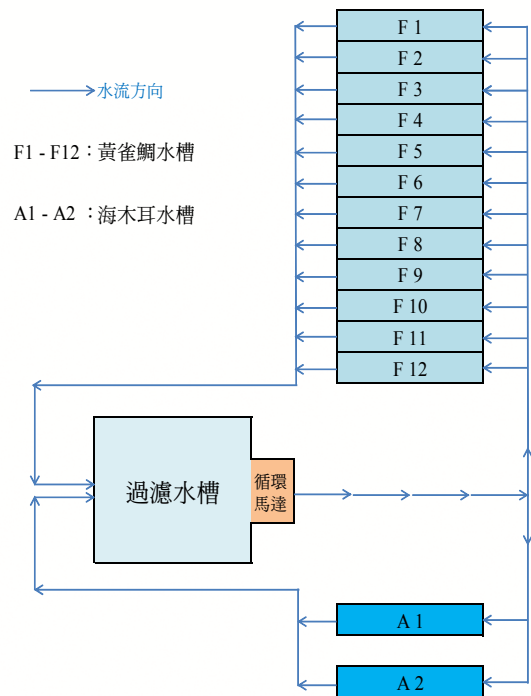 水流方向
F1 - F12：黃雀鯛水槽
A1 - A2 ：海木耳水槽
F 1
F 2
F 3
F 4
F 5
F 6
F 7
F 8
F 9
F 10
F 11
F 12
過濾水槽
循環
馬達
A 1
A 2